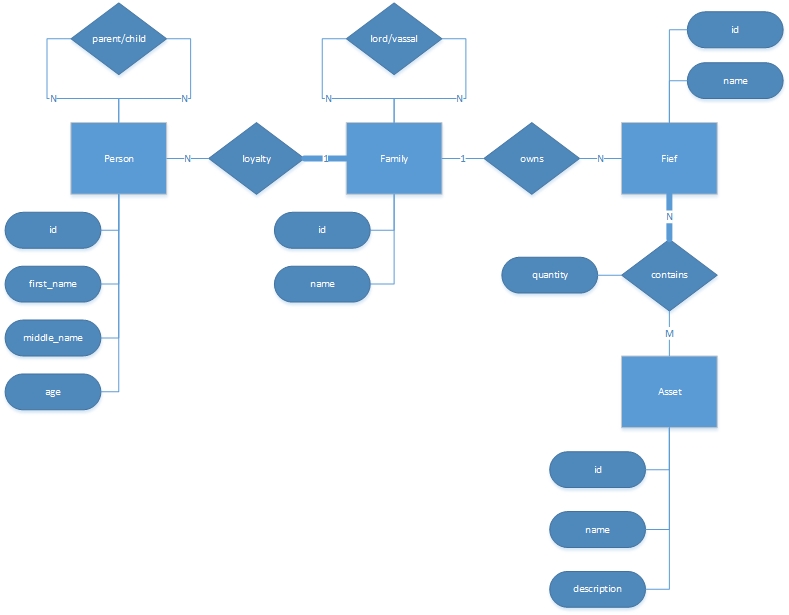 parent/child
lord/vassal
id
name
N
N
N
N
Person
N
loyalty
1
Family
1
owns
N
Fief
id
first_name
middle_name
age
id
name
N
quantity
contains
M
Asset
id
name
description